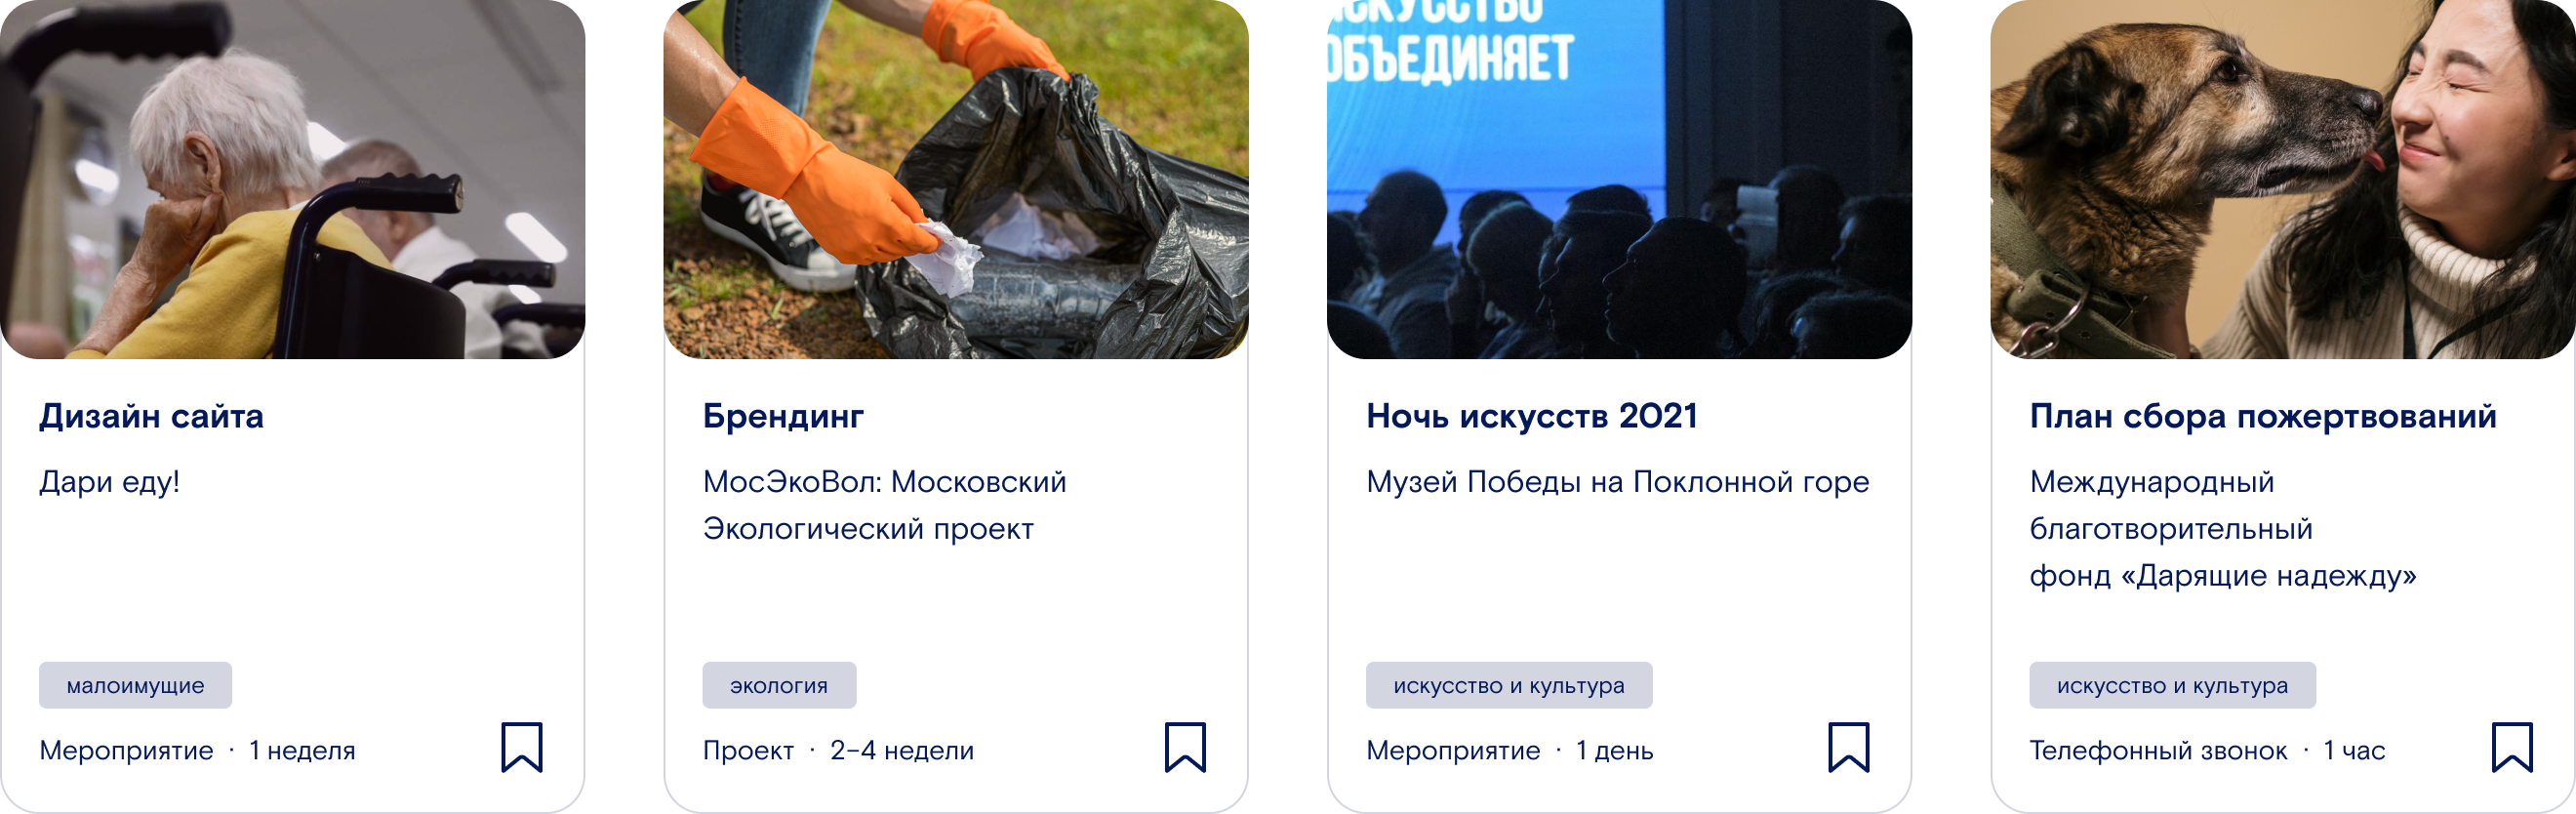 ИСКУССТВО
ОБЪЕДИНЯЕТ
Дизайн сайта
Дари еду!
малоимущие
Мероприятие · 1 неделя
Брендинг
МосЭкоВол: Московский
Экологический проект
экология
Проект · 2–4 недели
Ночь искусств 2021
Музей Победы на Поклонной горе
искусство и культура
Мероприятие · 1 день
План сбора пожертвований
Международный
благотворительный
фонд «Дарящие надежду»
искусство и культура
Телефонный звонок · 1 час